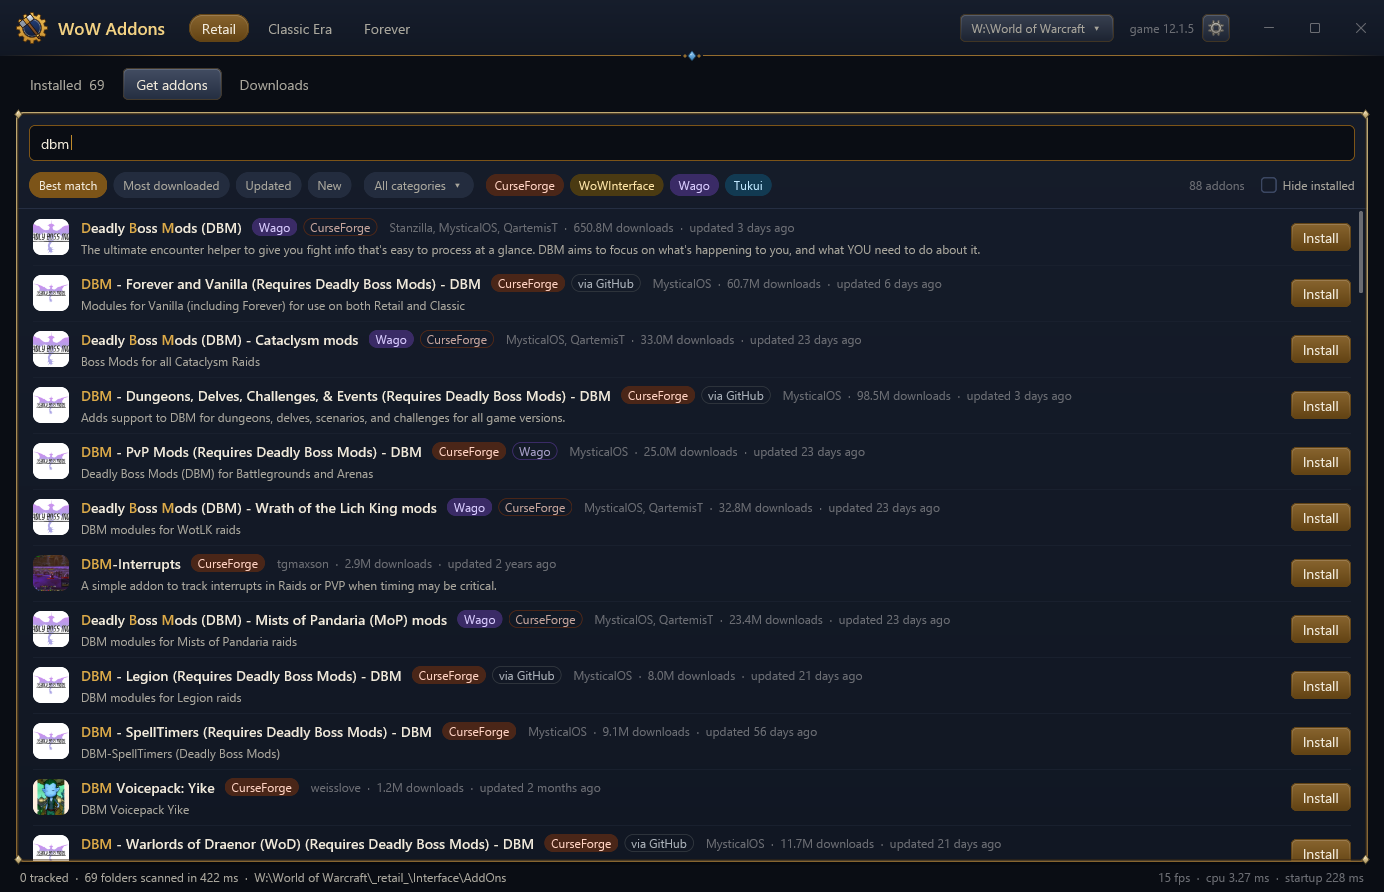 WoW Addons Retail Classic Era Forever W:\World of Warcraft ▾ game 12.1.5
Installed 69 Get addons Downloads
dbm
Best match Most downloaded Updated New All categories ▾ CurseForge WoWInterface Wago Tukui 88 addons Hide installed
Deadly Boss Mods (DBM) Wago CurseForge Stanzilla, MysticalOS, QartemisT · 650.8M downloads · updated 3 days ago
The ultimate encounter helper to give you fight info that's easy to process at a glance. DBM aims to focus on what's happening to you, and what YOU need to do about it.
Install
DBM - Forever and Vanilla (Requires Deadly Boss Mods) - DBM CurseForge via GitHub MysticalOS · 60.7M downloads · updated 6 days ago
Modules for Vanilla (including Forever) for use on both Retail and Classic
Install
Deadly Boss Mods (DBM) - Cataclysm mods Wago CurseForge MysticalOS, QartemisT · 33.0M downloads · updated 23 days ago
Boss Mods for all Cataclysm Raids
Install
DBM - Dungeons, Delves, Challenges, & Events (Requires Deadly Boss Mods) - DBM CurseForge via GitHub MysticalOS · 98.5M downloads · updated 3 days ago
Adds support to DBM for dungeons, delves, scenarios, and challenges for all game versions.
Install
DBM - PvP Mods (Requires Deadly Boss Mods) - DBM CurseForge Wago MysticalOS · 25.0M downloads · updated 23 days ago
Deadly Boss Mods (DBM) for Battlegrounds and Arenas
Install
Deadly Boss Mods (DBM) - Wrath of the Lich King mods Wago CurseForge MysticalOS, QartemisT · 32.8M downloads · updated 23 days ago
DBM modules for WotLK raids
Install
DBM-Interrupts CurseForge tgmaxson · 2.9M downloads · updated 2 years ago
A simple addon to track interrupts in Raids or PVP when timing may be critical.
Install
Deadly Boss Mods (DBM) - Mists of Pandaria (MoP) mods Wago CurseForge MysticalOS, QartemisT · 23.4M downloads · updated 23 days ago
DBM modules for Mists of Pandaria raids
Install
DBM - Legion (Requires Deadly Boss Mods) - DBM CurseForge via GitHub MysticalOS · 8.0M downloads · updated 21 days ago
DBM modules for Legion raids
Install
DBM - SpellTimers (Requires Deadly Boss Mods) - DBM CurseForge MysticalOS · 9.1M downloads · updated 56 days ago
DBM-SpellTimers (Deadly Boss Mods)
Install
DBM Voicepack: Yike CurseForge weisslove · 1.2M downloads · updated 2 months ago
DBM Voicepack Yike
Install
DBM - Warlords of Draenor (WoD) (Requires Deadly Boss Mods) - DBM CurseForge via GitHub MysticalOS · 11.7M downloads · updated 21 days ago
Install
0 tracked · 69 folders scanned in 422 ms · W:\World of Warcraft\_retail_\Interface\AddOns 15 fps · cpu 3.27 ms · startup 228 ms